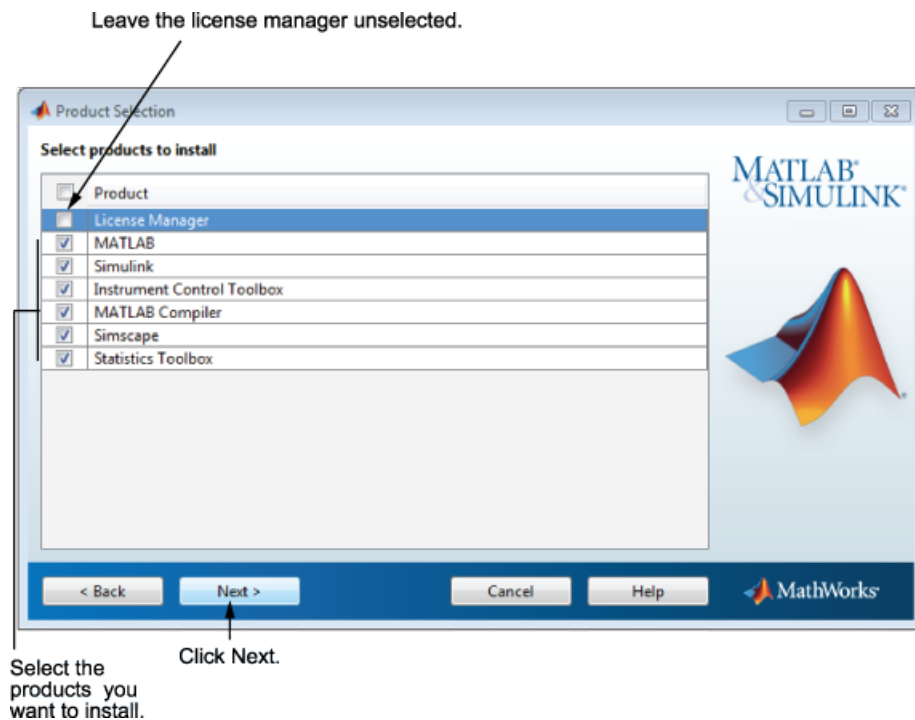 Leave the license manager unselected.
Product Selection
Select products to install
MATLAB®
&SIMULINK®
Product
License Manager
MATLAB
Simulink
Instrument Control Toolbox
MATLAB Compiler
Simscape
Statistics Toolbox
®
< Back
Next >
Cancel
Help
MathWorks®
Click Next.
Select the
products you
want to install.